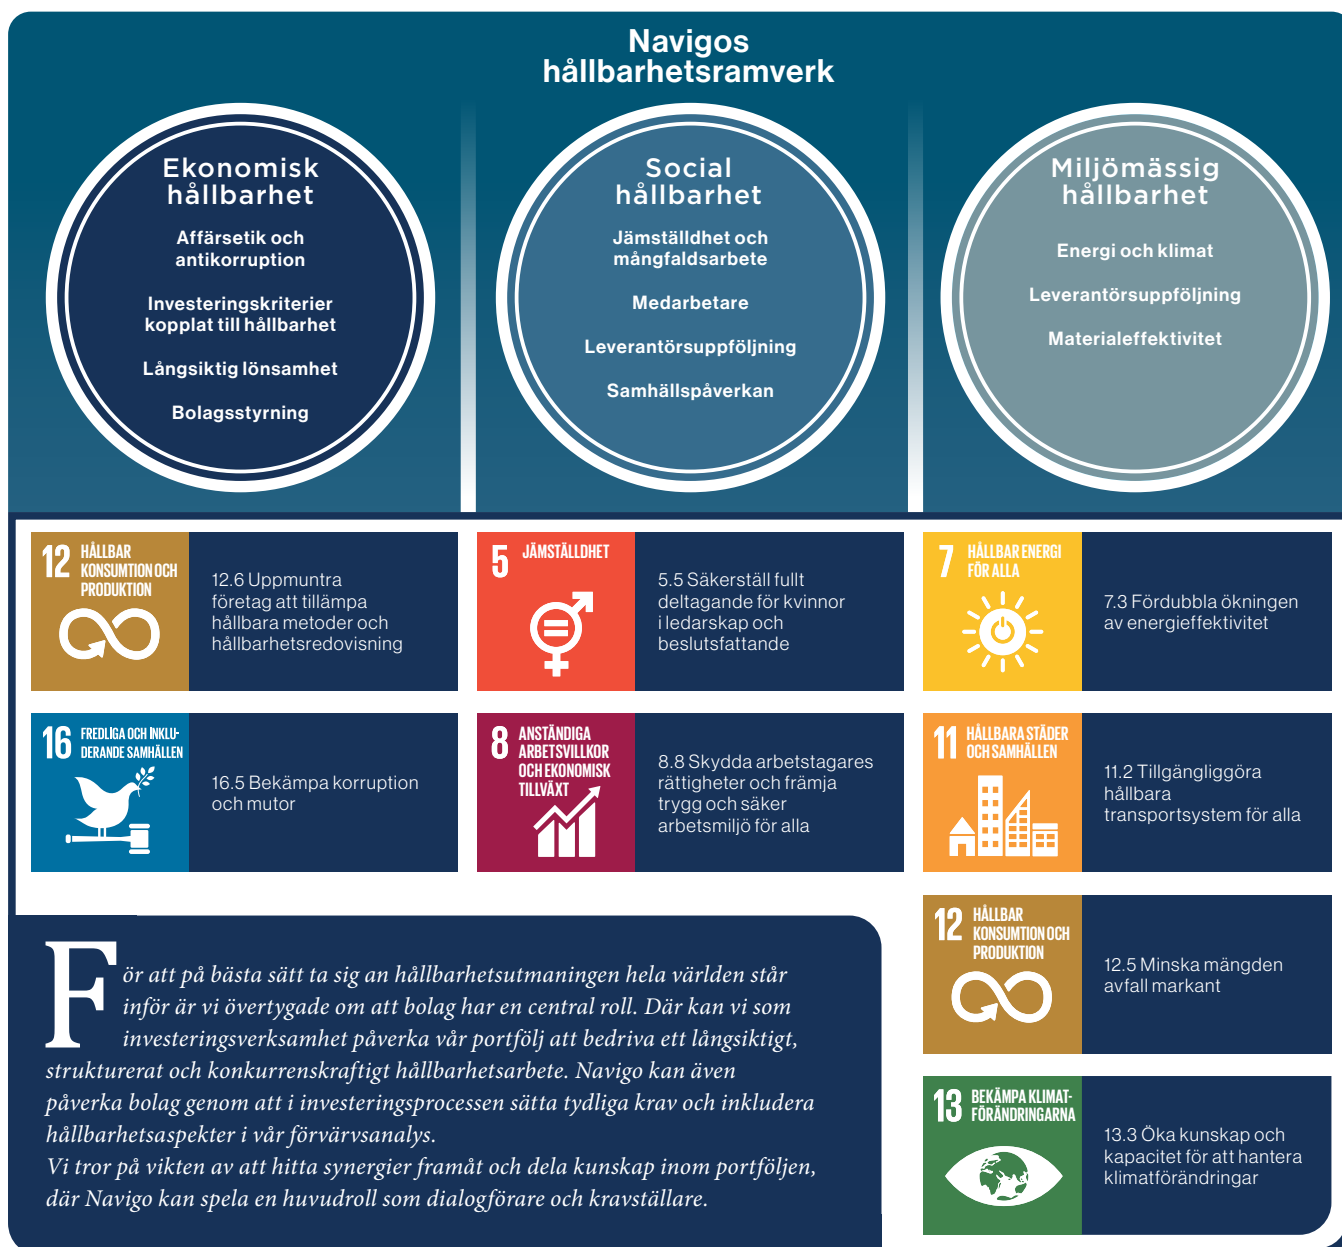 Navigos
hållbarhetsramverk
Ekonomisk
hållbarhet
Affärsetik och
antikorruption
Investeringskriterier
kopplat till hållbarhet
Långsiktig lönsamhet
Bolagsstyrning
Social
hållbarhet
Jämställdhet och
mångfaldsarbete
Medarbetare
Leverantörsuppföljning
Samhällspåverkan
Miljömässig
hållbarhet
Energi och klimat
Leverantörsuppföljning
Materialeffektivitet
12 HÅLLBAR
KONSUMTION OCH
PRODUKTION
12.6 Uppmuntra
företag att tillämpa
hållbara metoder och
hållbarhetsredovisning
16 FREDLIGA OCH INKLU-
DERANDE SAMHÄLLEN
16.5 Bekämpa korruption
och mutor
5 JÄMSTÄLLDHET
5.5 Säkerställ fullt
deltagande för kvinnor
i ledarskap och
beslutsfattande
8 ANSTÄNDIGA
ARBETSVILLKOR
OCH EKONOMISK
TILLVÄXT
8.8 Skydda arbetstagares
rättigheter och främja
trygg och säker
arbetsmiljö för alla
7 HÅLLBAR ENERGI
FÖR ALLA
7.3 Fördubbla ökningen
av energieffektivitet
11 HÅLLBARA STÄDER
OCH SAMHÄLLEN
11.2 Tillgängliggöra
hållbara
transportsystem för alla
12 HÅLLBAR
KONSUMTION OCH
PRODUKTION
12.5 Minska mängden
avfall markant
13 BEKÄMPA KLIMAT-
FÖRÄNDRINGARNA
13.3 Öka kunskap och
kapacitet för att hantera
klimatförändringar
För att på bästa sätt ta sig an hållbarhetsutmaningen hela världen står
inför är vi övertygade om att bolag har en central roll. Där kan vi som
investeringsverksamhet påverka vår portfölj att bedriva ett långsiktigt,
strukturerat och konkurrenskraftigt hållbarhetsarbete. Navigo kan även
påverka bolag genom att i investeringsprocessen sätta tydliga krav och inkludera
hållbarhetsaspekter i vår förvärvsanalys.
Vi tror på vikten av att hitta synergier framåt och dela kunskap inom portföljen,
där Navigo kan spela en huvudroll som dialogförare och kravställare.